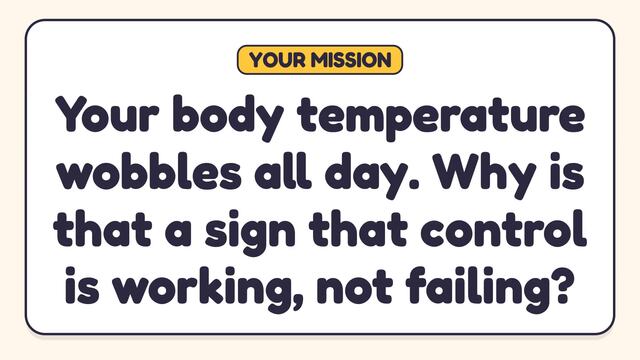 YOUR MISSION
Your body temperature
wobbles all day. Why is
that a sign that control
is working, not failing?